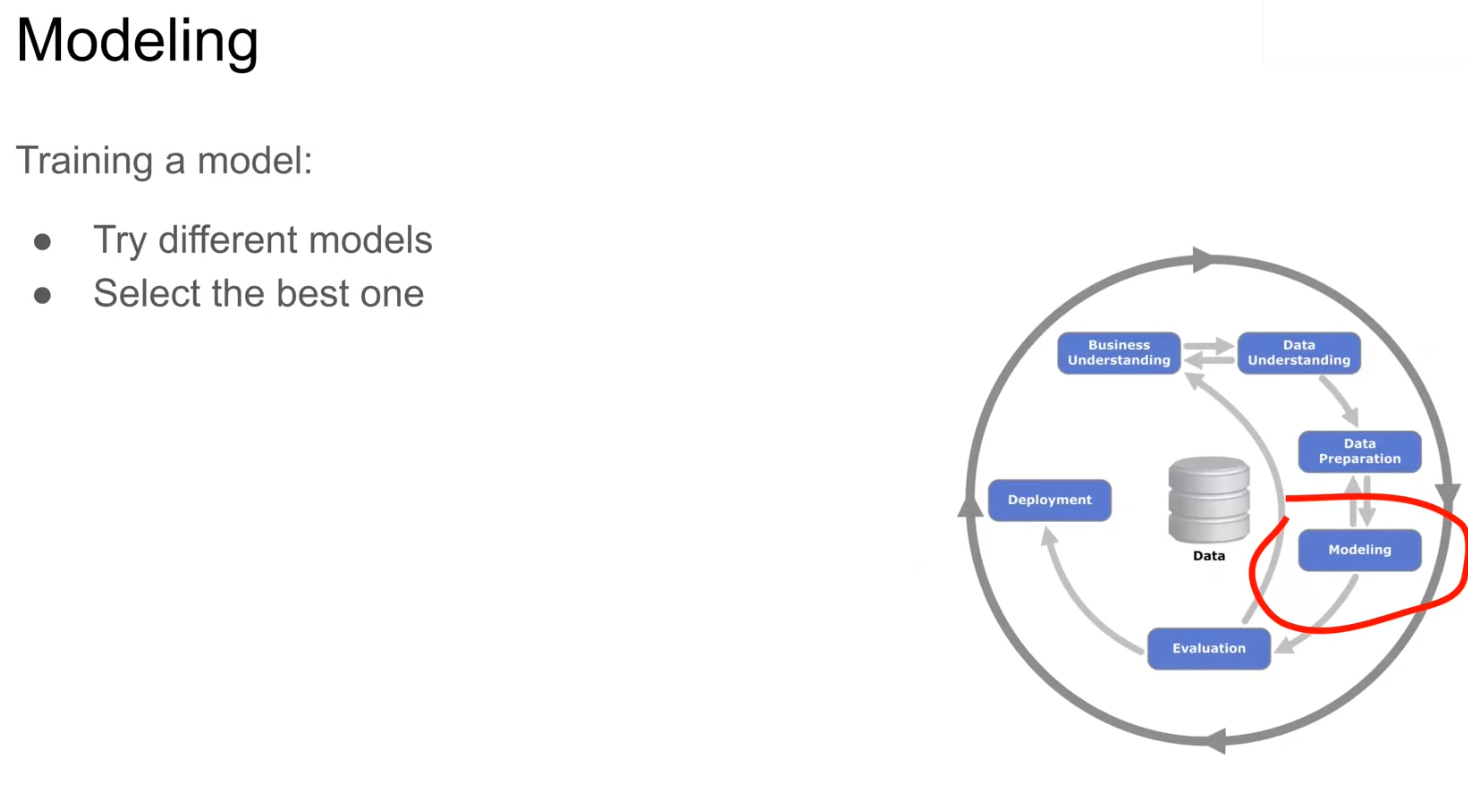 Modeling
Training a model:
● Try different models
● Select the best one
Business
Understanding
Data
Understanding
Data
Preparation
Modeling
Evaluation
Deployment
Data